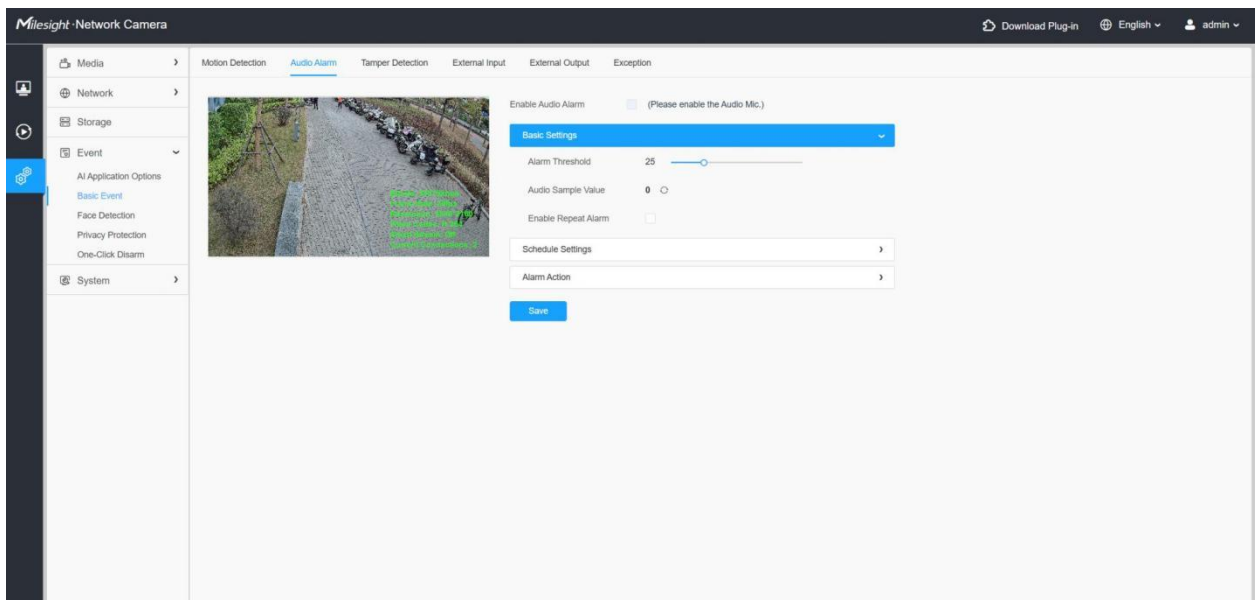 Milesight·Network Camera
Download Plug-in
English
admin
Media
Network
Storage
Event
AI Application Options
Basic Event
Face Detection
Privacy Protection
One-Click Disarm
System
Motion Detection
Audio Alarm
Tamper Detection
External Input
External Output
Exception
Enable Audio Alarm
(Please enable the Audio Mic.)
Basic Settings
Alarm Threshold 25
Audio Sample Value 0
Enable Repeat Alarm
Schedule Settings
Alarm Action
Save